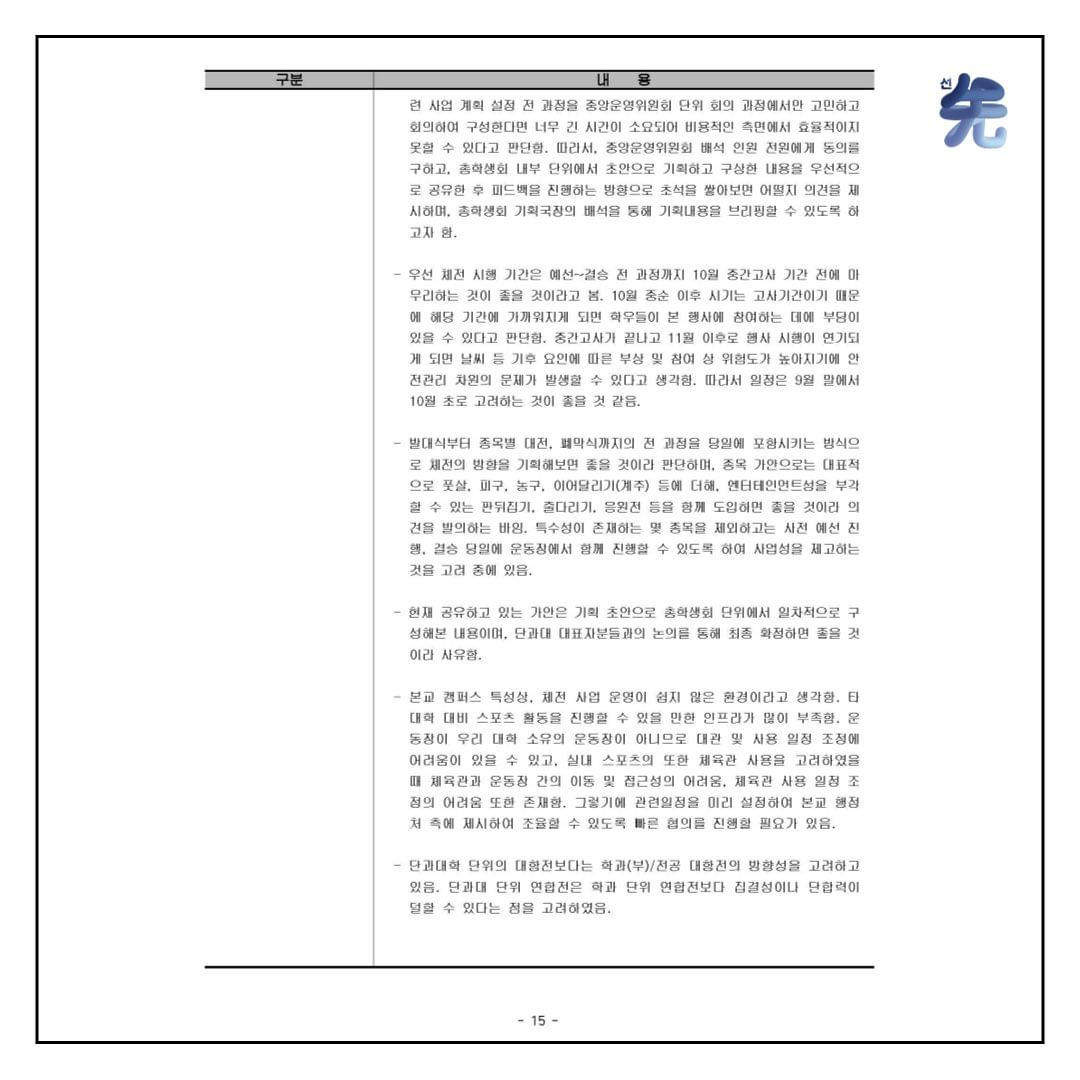 구분 내 용
선 先
련 사업 계획 설정 전 과정을 중앙운영위원회 단위 회의 과정에서만 고민하고
회의하여 구성한다면 너무 긴 시간이 소요되어 비용적인 측면에서 효율적이지
못할 수 있다고 판단함. 따라서, 중앙운영위원회 배석 인원 전원에게 동의를
구하고, 총학생회 내부 단위에서 초안으로 기획하고 구상한 내용을 우선적으
로 공유한 후 피드백을 진행하는 방향으로 초석을 쌓아보면 어떨지 의견을 제
시하며, 총학생회 기획국장의 배석을 통해 기획내용을 브리핑할 수 있도록 하
고자 함.
- 우선 체전 시행 기간은 예선~결승 전 과정까지 10월 중간고사 기간 전에 마
무리하는 것이 좋을 것이라고 봄. 10월 중순 이후 시기는 고사기간이기 때문
에 해당 기간에 가까워지게 되면 학우들이 본 행사에 참여하는 데에 부담이
있을 수 있다고 판단함. 중간고사가 끝나고 11월 이후로 행사 시행이 연기되
게 되면 날씨 등 기후 요인에 따른 부상 및 참여 상 위험도가 높아지기에 안
전관리 차원의 문제가 발생할 수 있다고 생각함. 따라서 일정은 9월 말에서
10월 초로 고려하는 것이 좋을 것 같음.
- 발대식부터 종목별 대전, 폐막식까지의 전 과정을 당일에 포함시키는 방식으
로 체전의 방향을 기획해보면 좋을 것이라 판단하며, 종목 가안으로는 대표적
으로 풋살, 피구, 농구, 이어달리기(계주) 등에 더해, 엔터테인먼트성을 부각
할 수 있는 판뒤집기, 줄다리기, 응원전 등을 함께 도입하면 좋을 것이라 의
견을 발의하는 바임. 특수성이 존재하는 몇 종목을 제외하고는 사전 예선 진
행, 결승 당일에 운동장에서 함께 진행할 수 있도록 하여 사업성을 제고하는
것을 고려 중에 있음.
- 현재 공유하고 있는 가안은 기획 초안으로 총학생회 단위에서 일차적으로 구
성해본 내용이며, 단과대 대표자분들과의 논의를 통해 최종 확정하면 좋을 것
이라 사유함.
- 본교 캠퍼스 특성상, 체전 사업 운영이 쉽지 않은 환경이라고 생각함. 타
대학 대비 스포츠 활동을 진행할 수 있을 만한 인프라가 많이 부족함. 운
동장이 우리 대학 소유의 운동장이 아니므로 대관 및 사용 일정 조정에
어려움이 있을 수 있고, 실내 스포츠의 또한 체육관 사용을 고려하였을
때 체육관과 운동장 간의 이동 및 접근성의 어려움, 체육관 사용 일정 조
정의 어려움 또한 존재함. 그렇기에 관련일정을 미리 설정하여 본교 행정
처 측에 제시하여 조율할 수 있도록 빠른 협의를 진행할 필요가 있음.
- 단과대학 단위의 대항전보다는 학과(부)/전공 대항전의 방향성을 고려하고
있음. 단과대 단위 연합전은 학과 단위 연합전보다 집결성이나 단합력이
덜할 수 있다는 점을 고려하였음.
- 15 -